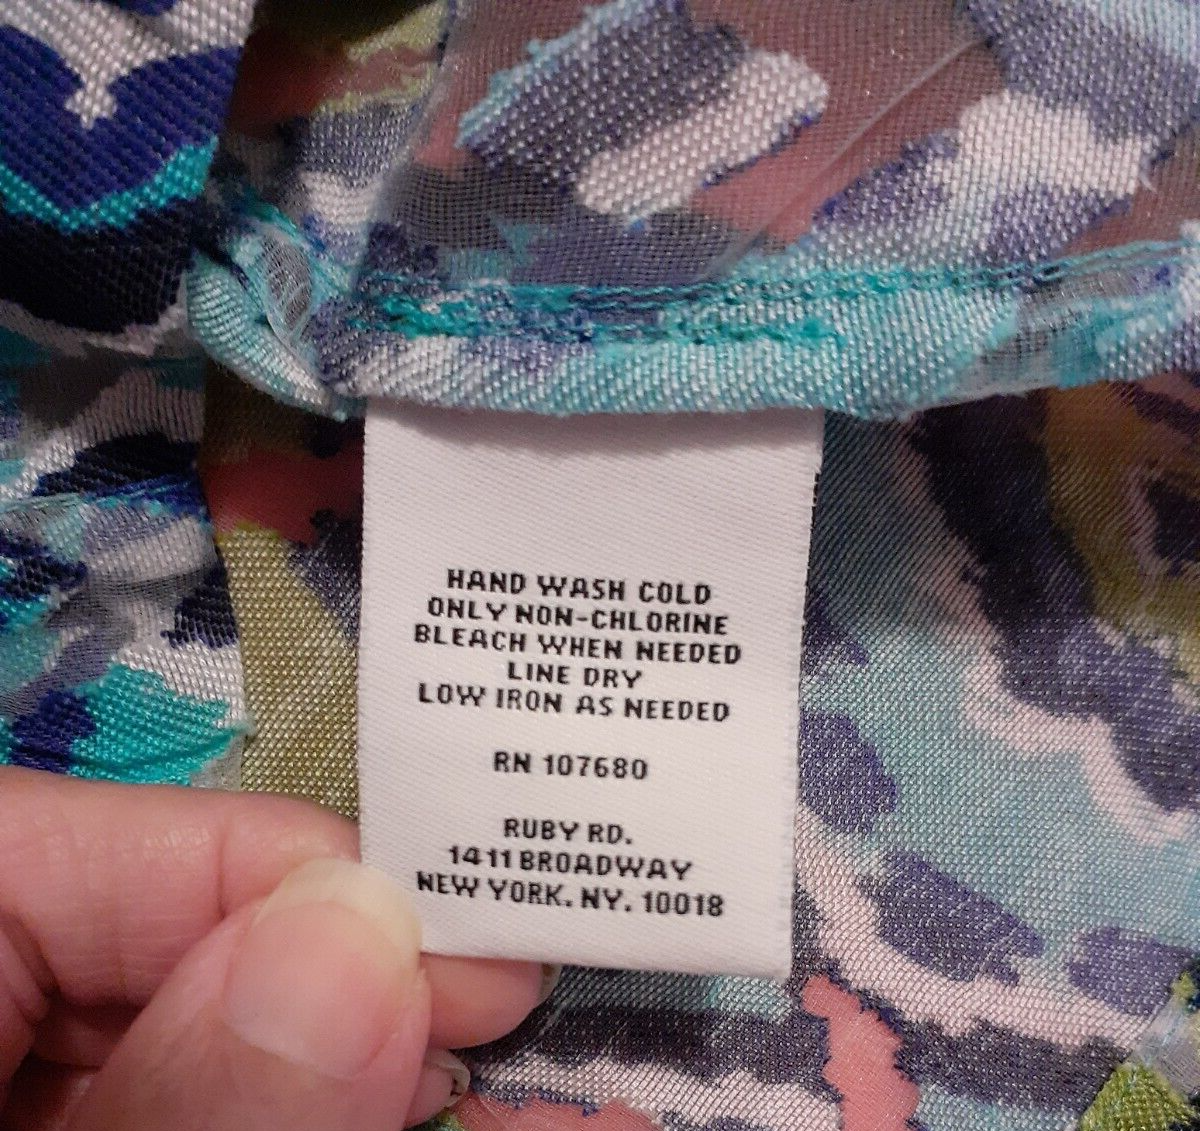 HAND WASH COLD
ONLY NON-CHLORINE
BLEACH WHEN NEEDED
LINE DRY
LOW IRON AS NEEDED
RN 107680
RUBY RD.
1411 BROADWAY
NEW YORK. NY. 10018